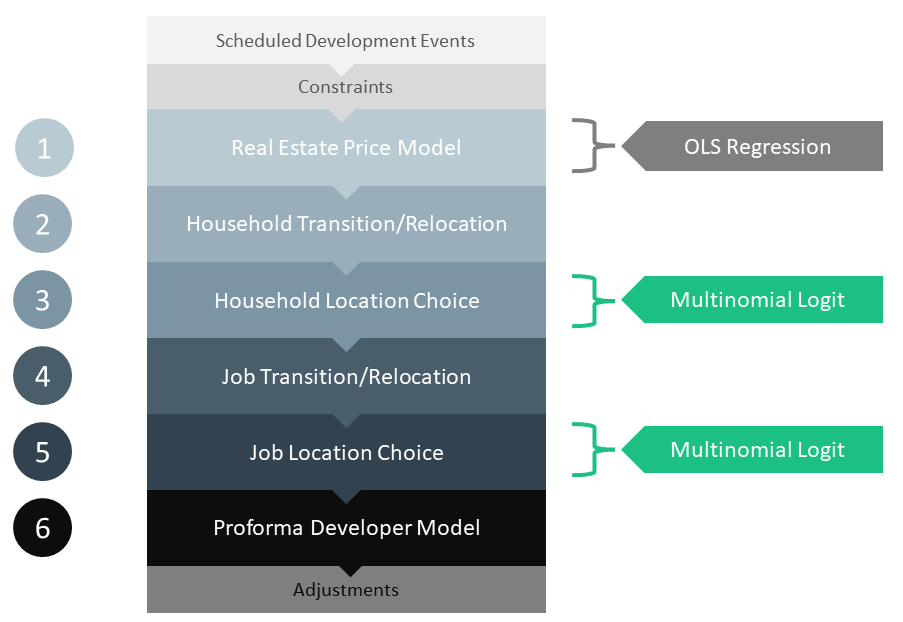 Scheduled Development Events
Constraints
1
Real Estate Price Model
OLS Regression
2
Household Transition/Relocation
3
Household Location Choice
Multinomial Logit
4
Job Transition/Relocation
5
Job Location Choice
Multinomial Logit
6
Proforma Developer Model
Adjustments